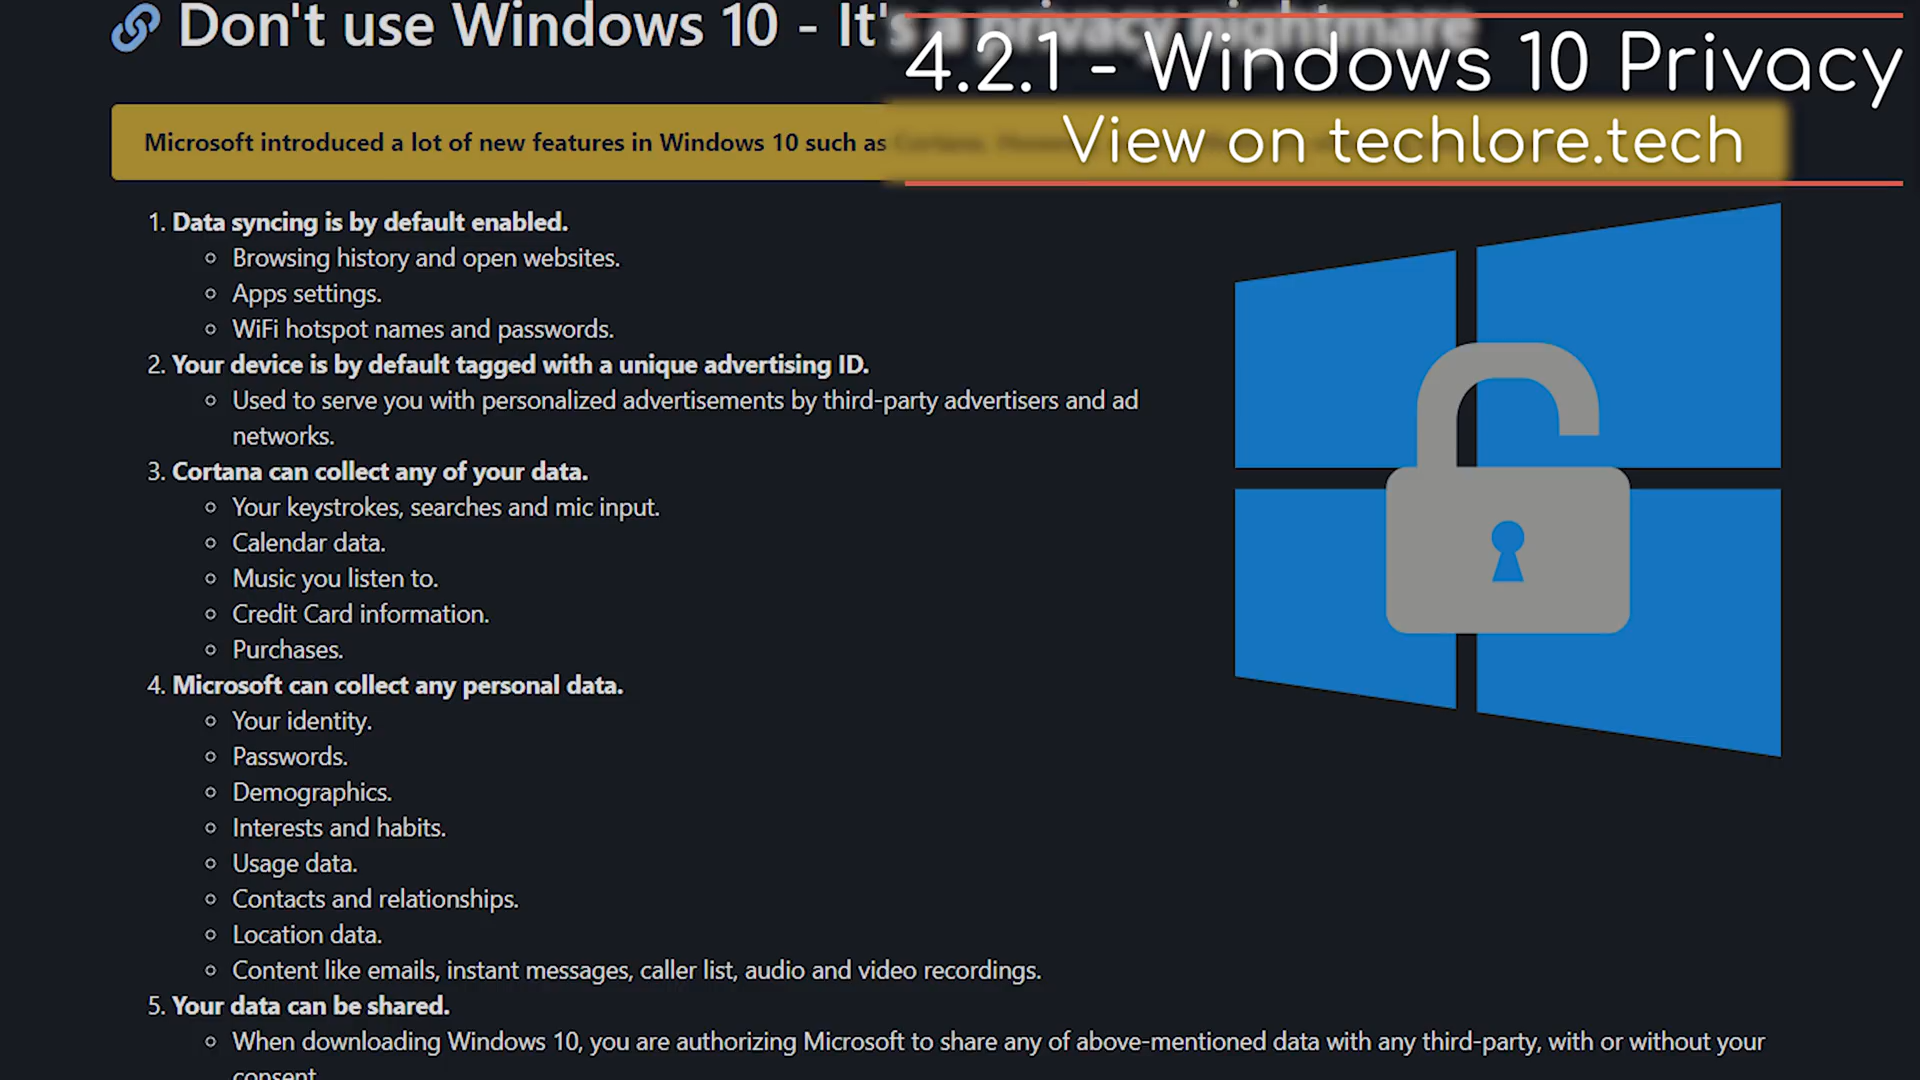 Don't use Windows 10 - It's a privacy nightmare
4.2.1 - Windows 10 Privacy
View on techlore.tech
Microsoft introduced a lot of new features in Windows 10 such as
1. Data syncing is by default enabled.
Browsing history and open websites.
Apps settings.
WiFi hotspot names and passwords.
2. Your device is by default tagged with a unique advertising ID.
Used to serve you with personalized advertisements by third-party advertisers and ad
networks.
3. Cortana can collect any of your data.
Your keystrokes, searches and mic input.
Calendar data.
Music you listen to.
Credit Card information.
Purchases.
4. Microsoft can collect any personal data.
Your identity.
Passwords.
Demographics.
Interests and habits.
Usage data.
Contacts and relationships.
Location data.
Content like emails, instant messages, caller list, audio and video recordings.
5. Your data can be shared.
When downloading Windows 10, you are authorizing Microsoft to share any of above-mentioned data with any third-party, with or without your
consent